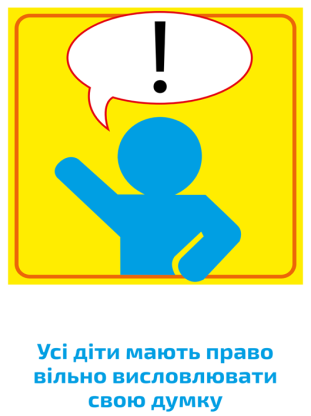 !
Усі діти мають право
вільно висловлювати
свою думку